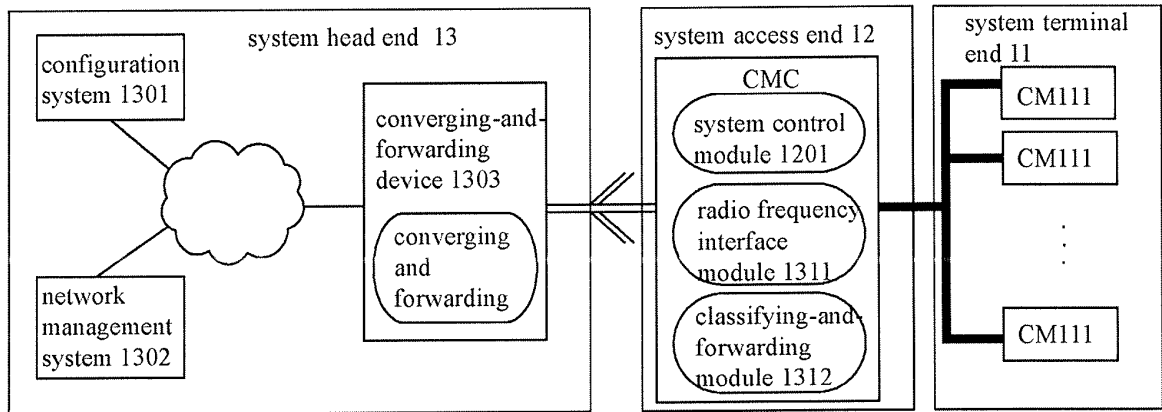 system head end 13
configuration
system 1301
converging-and-
forwarding
device 1303
converging
and
forwarding
network
management
system 1302
system access end 12
CMC
system control
module 1201
radio frequency
interface
module 1311
classifying-and-
forwarding
module 1312
system terminal
end 11
CM111
CM111
CM111